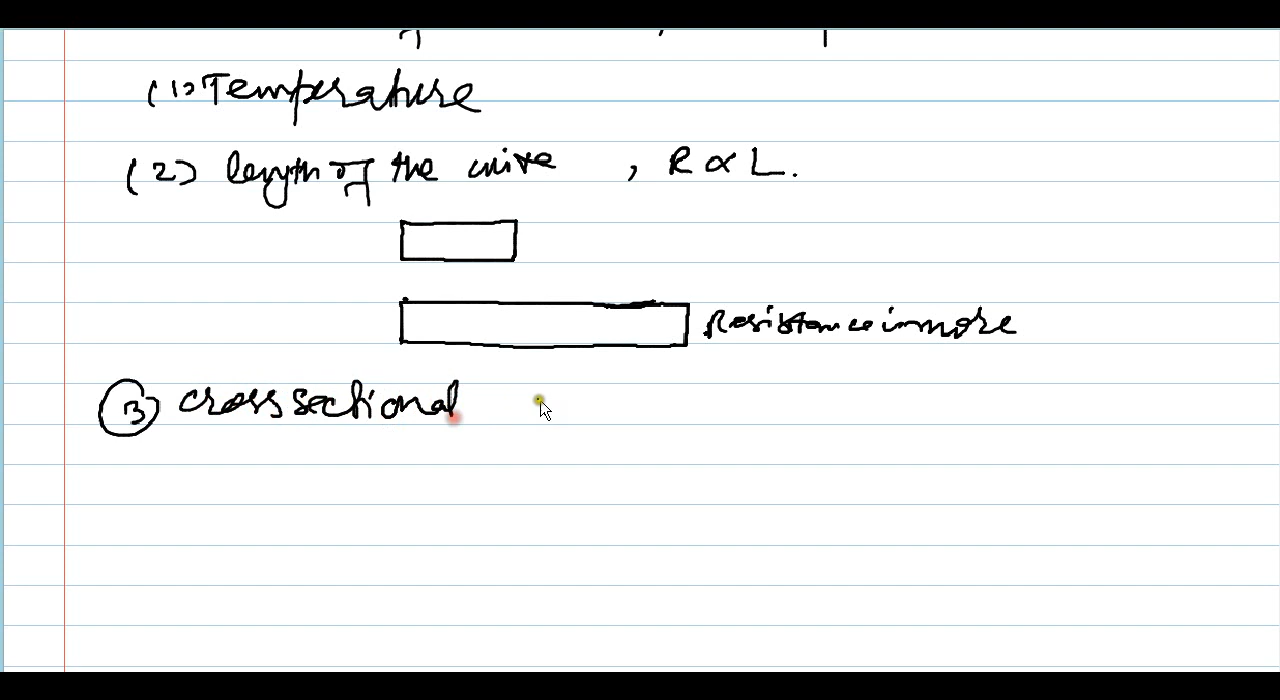 (1) Temperature
(2) length of the wire , R ∝ L.
Resistance is more
3 cross sectional